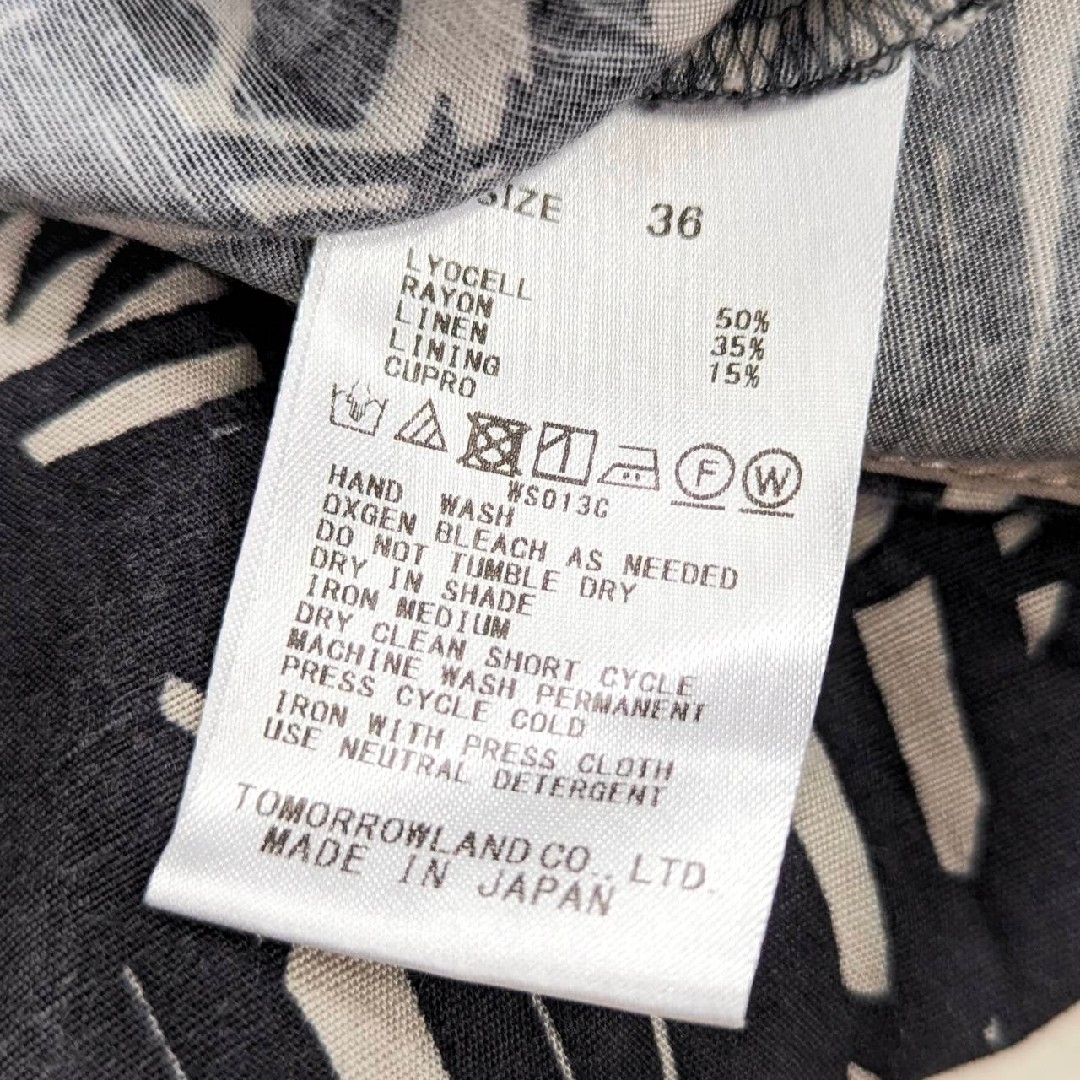 SIZE 36
LYOCELL 50%
RAYON 35%
LINEN 15%
LINING
CUPRO
F W
WS013G
HAND WASH
OXGEN BLEACH AS NEEDED
DO NOT TUMBLE DRY
DRY IN SHADE
IRON MEDIUM
DRY CLEAN SHORT CYCLE
MACHINE WASH PERMANENT
PRESS CYCLE COLD
IRON WITH PRESS CLOTH
USE NEUTRAL DETERGENT
TOMORROWLAND CO., LTD.
MADE IN JAPAN